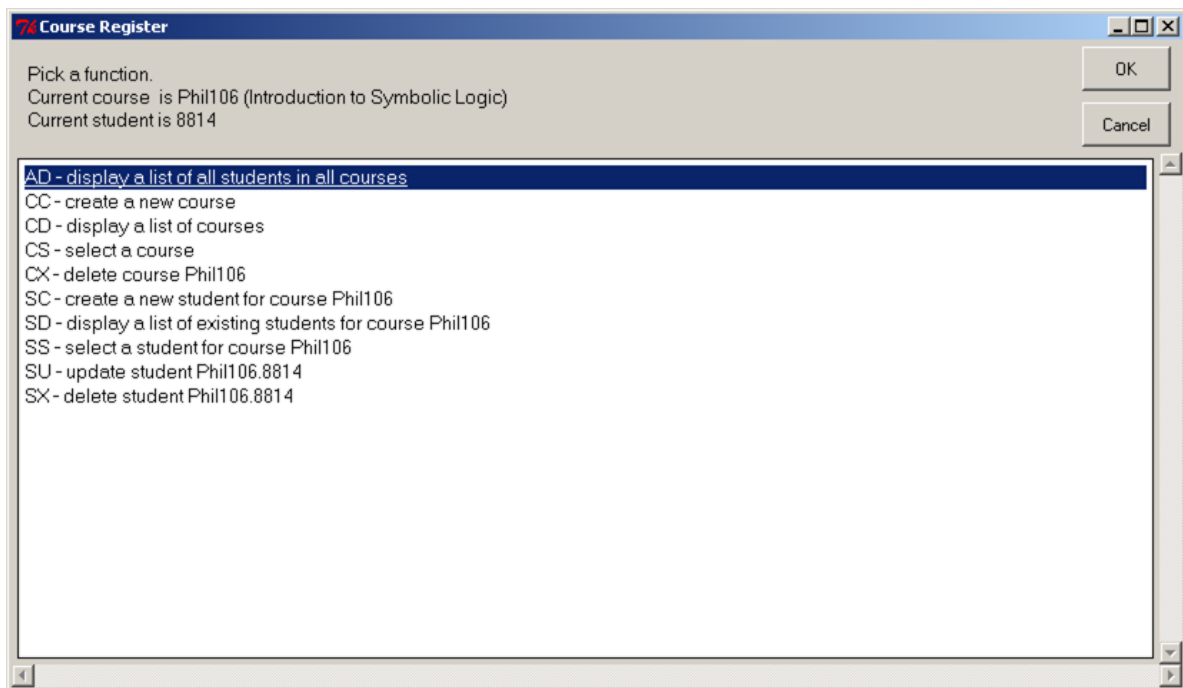 Course Register
Pick a function.
Current course  is Phil106 (Introduction to Symbolic Logic)
Current student is 8814
OK
Cancel
AD - display a list of all students in all courses
CC - create a new course
CD - display a list of courses
CS - select a course
CX - delete course Phil106
SC - create a new student for course Phil106
SD - display a list of existing students for course Phil106
SS - select a student for course Phil106
SU - update student Phil106.8814
SX - delete student Phil106.8814